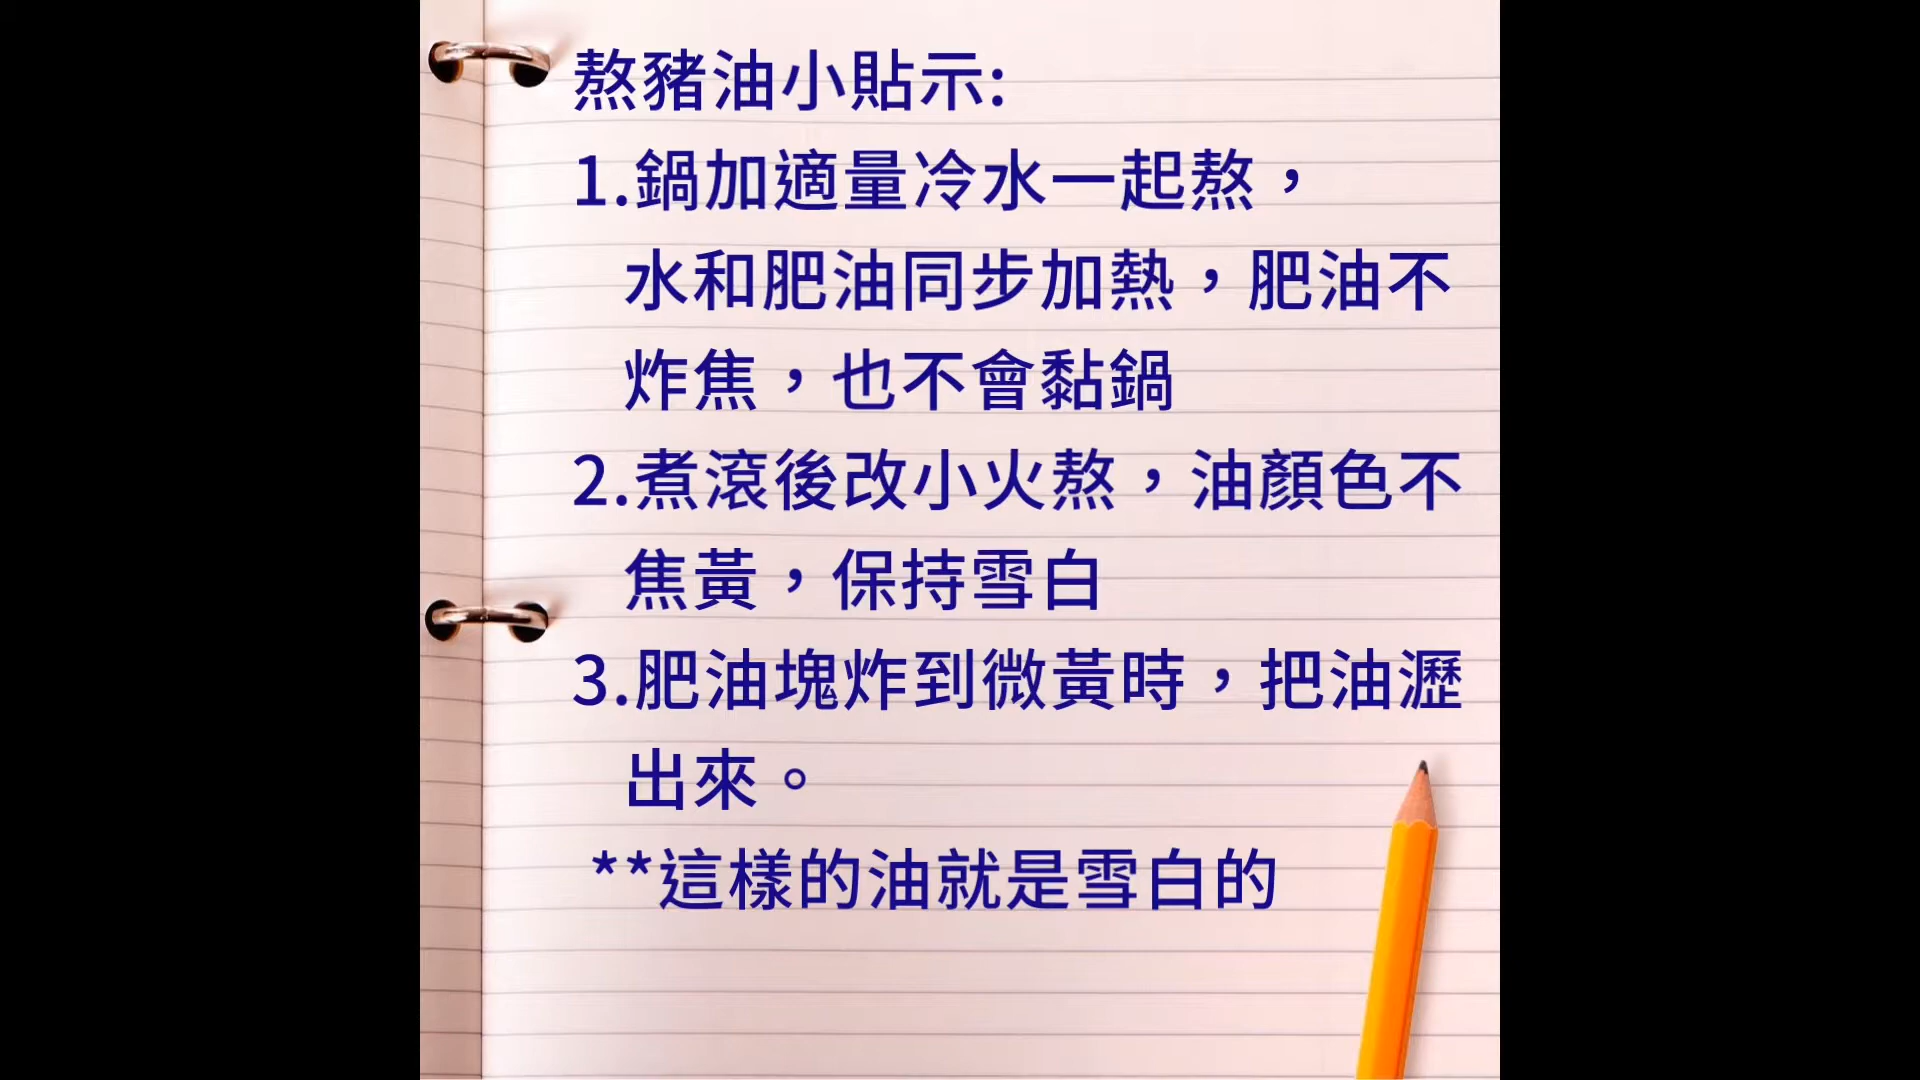 熬豬油小貼示:
1.鍋加適量冷水一起熬，
水和肥油同步加熱，肥油不
炸焦，也不會黏鍋
2.煮滾後改小火熬，油顏色不
焦黃，保持雪白
3.肥油塊炸到微黃時，把油瀝
出來。
**這樣的油就是雪白的